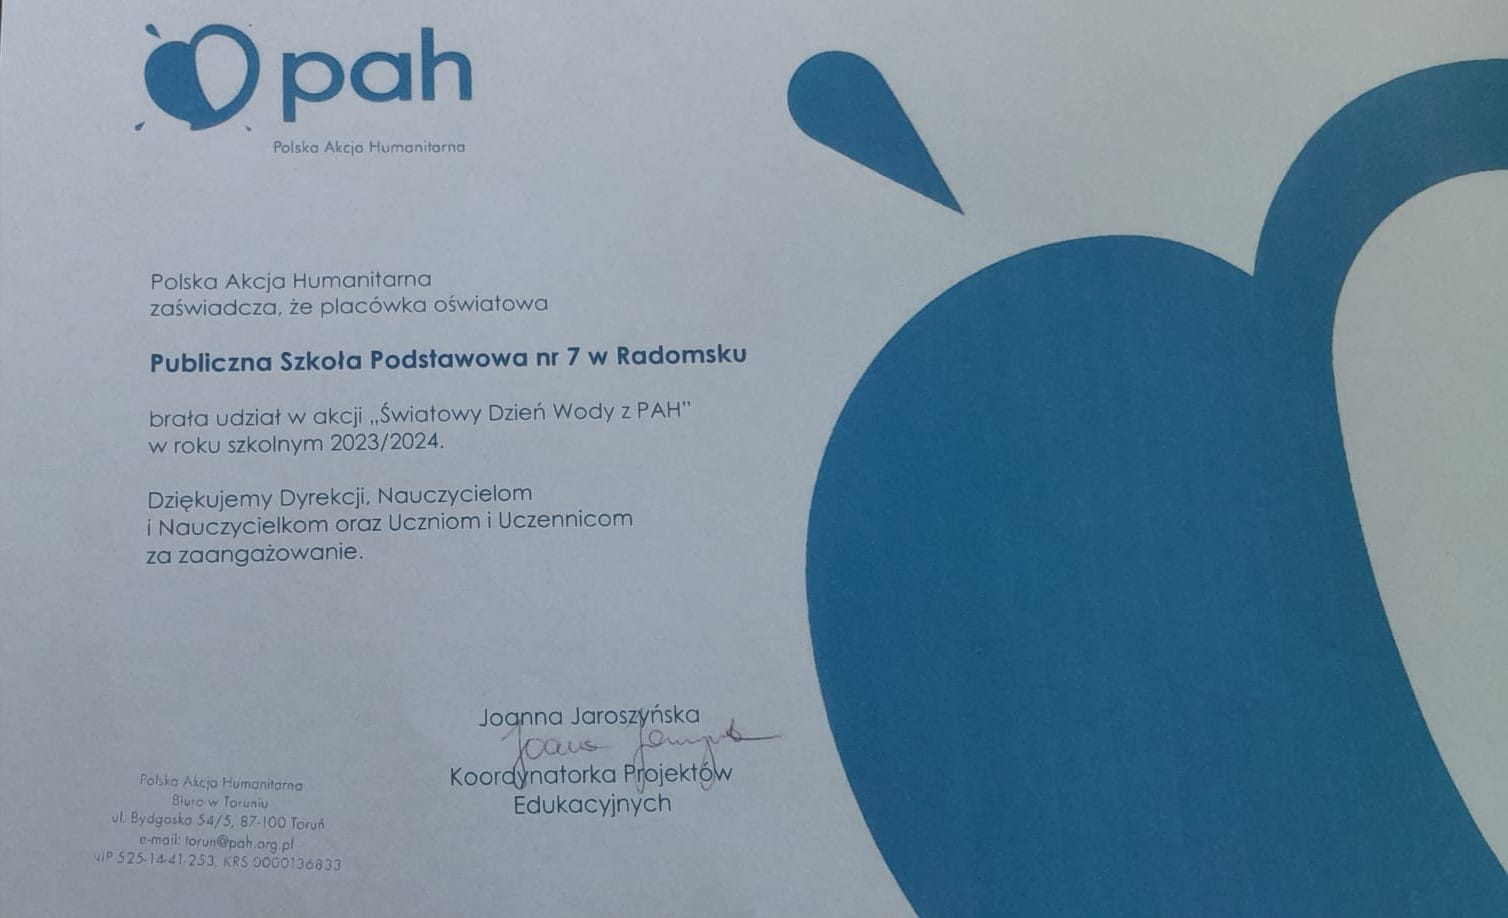 pah
Polska Akcja Humanitarna
Polska Akcja Humanitarna
zaświadcza, że placówka oświatowa
Publiczna Szkoła Podstawowa nr 7 w Radomsku
brała udział w akcji „Światowy Dzień Wody z PAH"
w roku szkolnym 2023/2024.
Dziękujemy Dyrekcji, Nauczycielom
i Nauczycielkom oraz Uczniom i Uczennicom
za zaangażowanie.
Joanna Jaroszyńska
Koordynatorka Projektów
Edukacyjnych
Polska Akcja Humanitarna
Biuro w Toruniu
ul. Bydgoska 54/5, 87-100 Toruń
e-mail: torun@pah.org.pl
NIP 525-14-41-253, KRS 0000136833